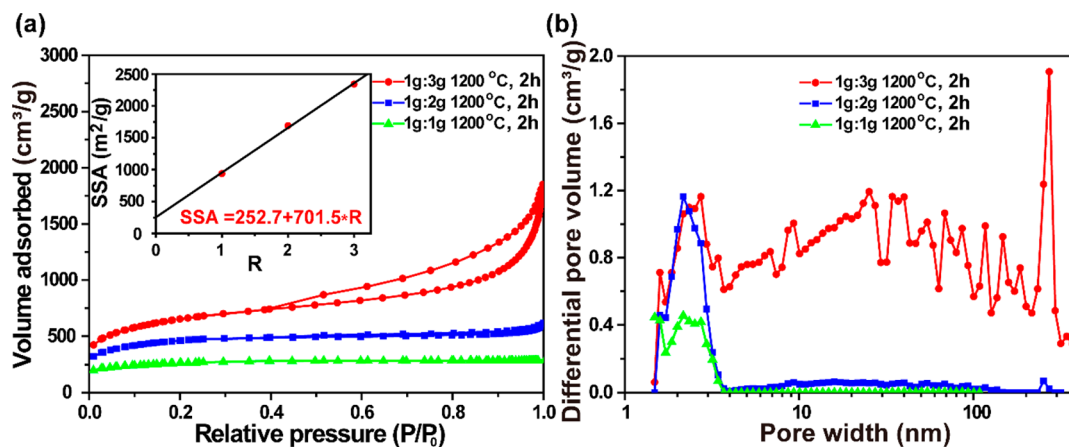 (a)
3000
2500
2000
1500
1000
500
0
Volume adsorbed (cm³/g)
0.0 0.2 0.4 0.6 0.8 1.0
Relative pressure (P/P0)
1g:3g 1200 °C, 2h
1g:2g 1200 °C, 2h
1g:1g 1200 °C, 2h
2500
2000
1500
1000
500
0
SSA (m²/g)
SSA =252.7+701.5*R
0 1 2 3
R
(b)
2.0
1.6
1.2
0.8
0.4
0.0
Differential pore volume (cm³/g)
1g:3g 1200 °C, 2h
1g:2g 1200 °C, 2h
1g:1g 1200 °C, 2h
1 10 100
Pore width (nm)